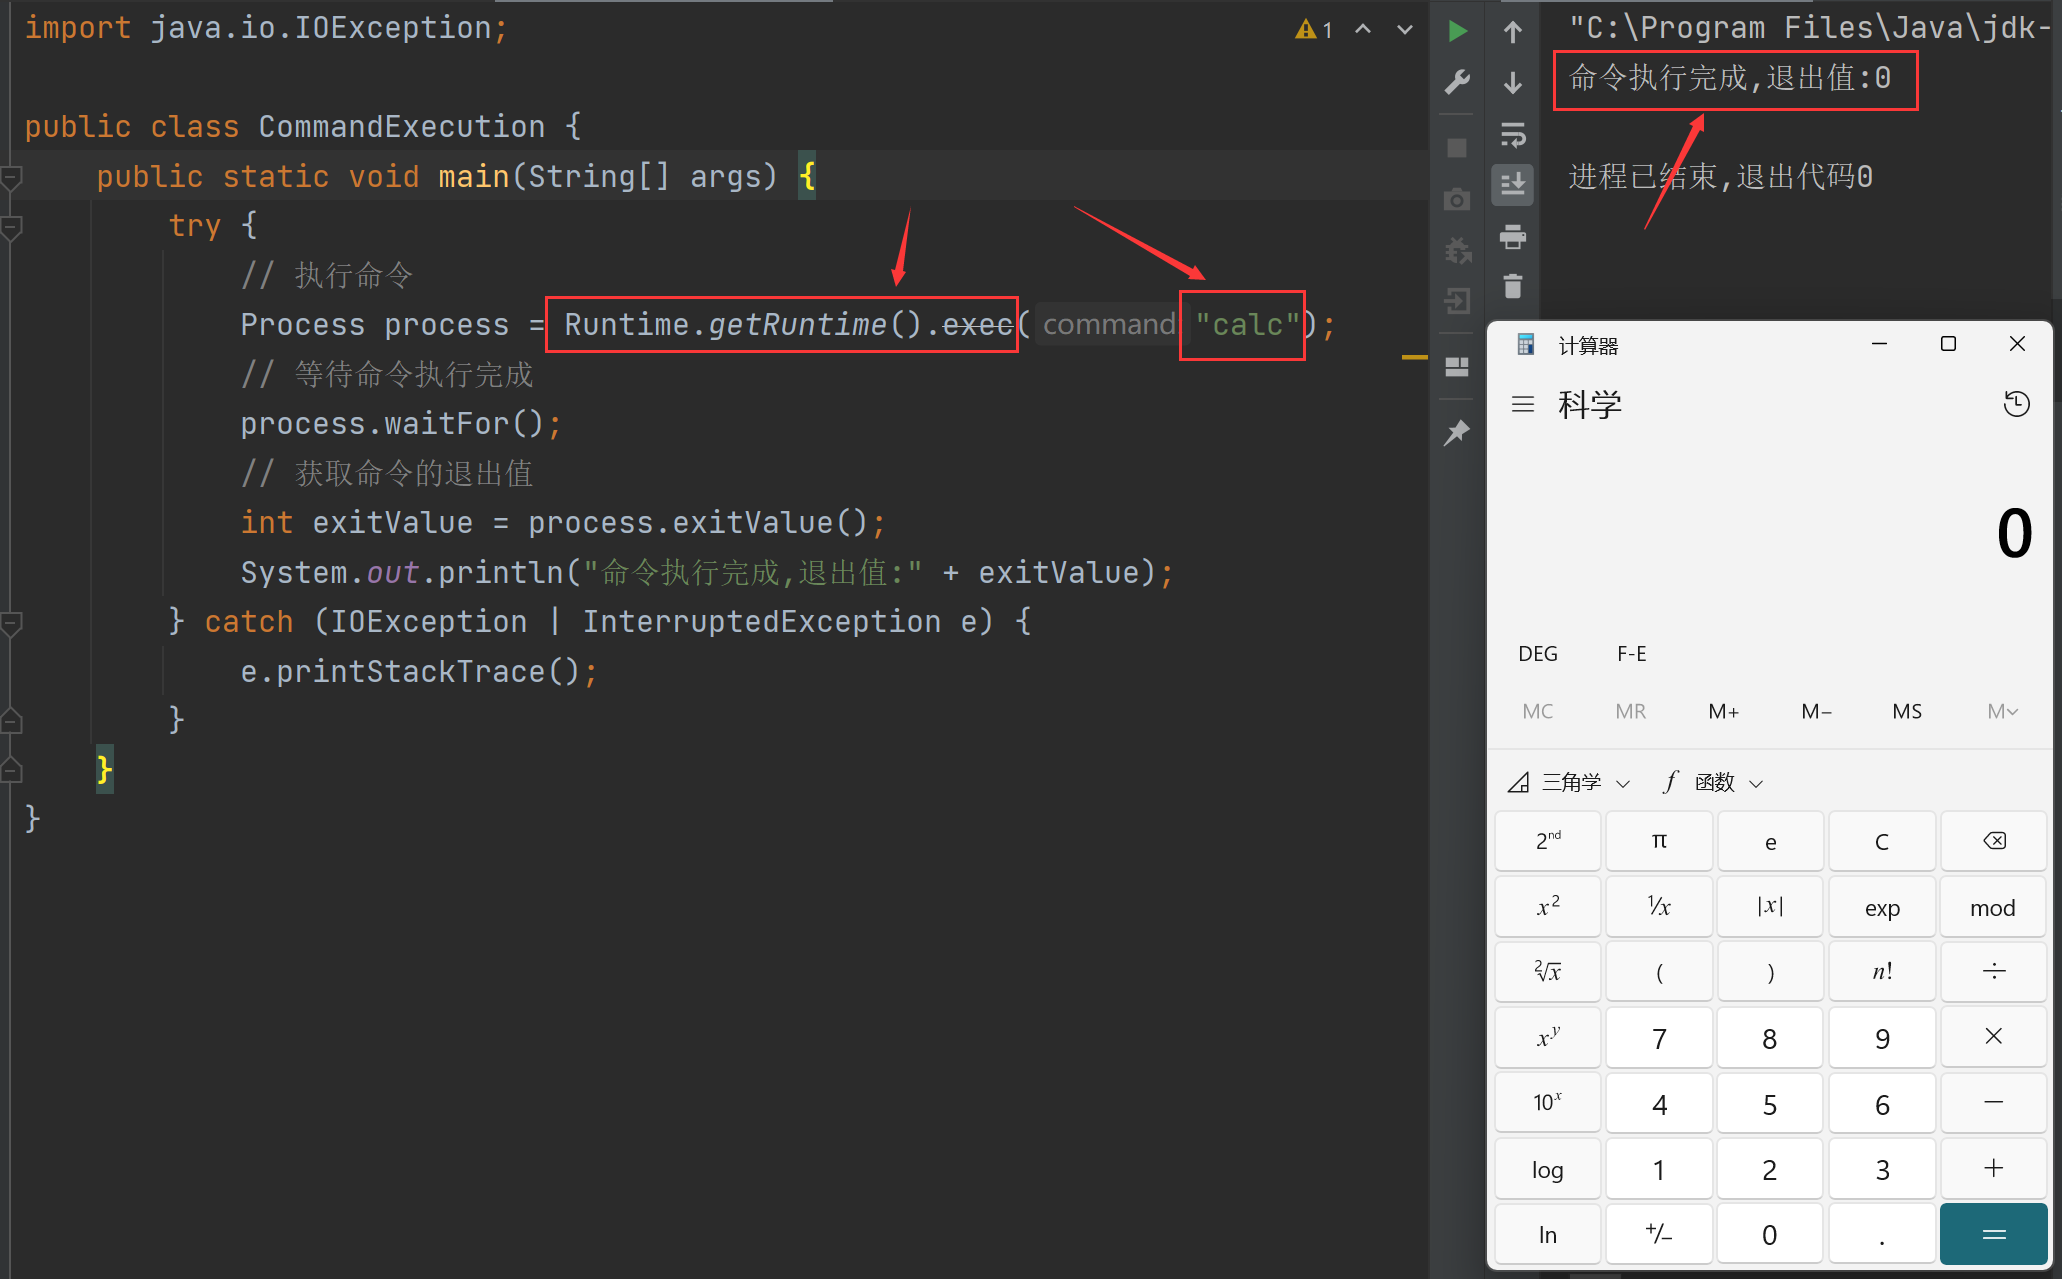 import java.io.IOException;
public class CommandExecution {
public static void main(String[] args) {
try {
// 执行命令
Process process = Runtime.getRuntime().exec( command "calc");
// 等待命令执行完成
process.waitFor();
// 获取命令的退出值
int exitValue = process.exitValue();
System.out.println("命令执行完成,退出值:" + exitValue);
} catch (IOException | InterruptedException e) {
e.printStackTrace();
}
}
}
1
"C:\Program Files\Java\jdk-
命令执行完成,退出值:0
进程已结束,退出代码0
计算器
科学
0
DEG F-E
MC MR M+ M− MS M
三角学 f 函数
2nd π e C
x² ¹/x |x| exp mod
²√x ( ) n! ÷
xʸ 7 8 9 ×
10ˣ 4 5 6 −
log 1 2 3 +
ln +/− 0 . =